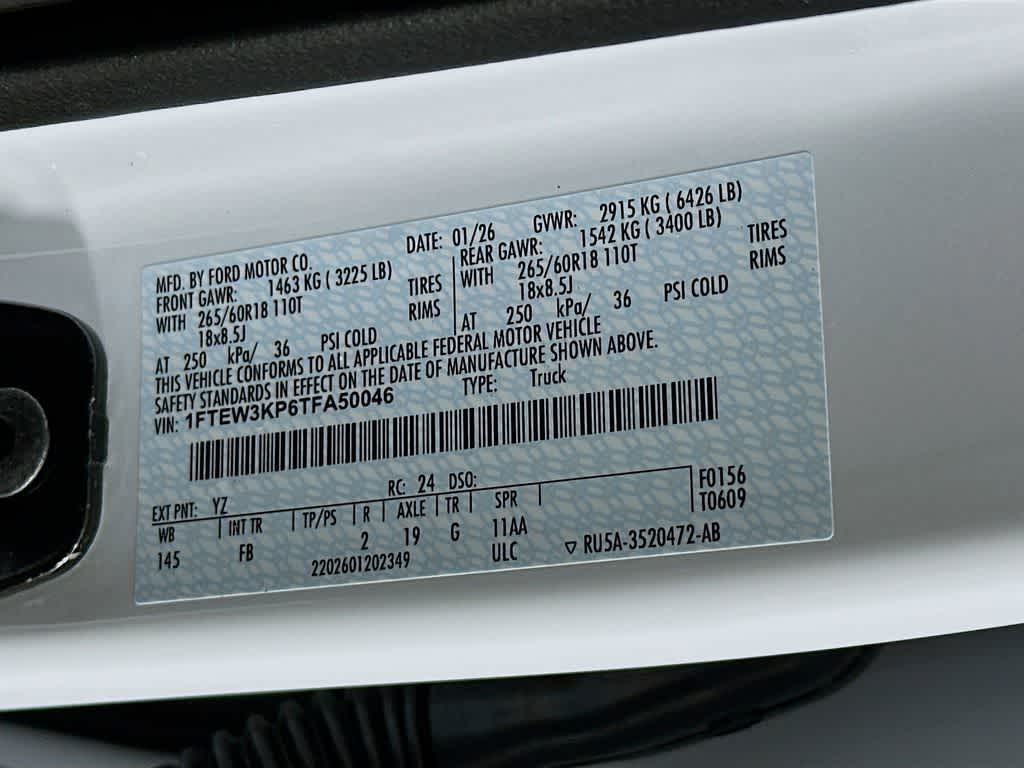 MFD. BY FORD MOTOR CO.
DATE: 01/26 GVWR: 2915 KG ( 6426 LB)
FRONT GAWR: 1463 KG ( 3225 LB)
WITH 265/60R18 110T TIRES
18x8.5J RIMS
AT 250 kPa/ 36 PSI COLD
REAR GAWR: 1542 KG ( 3400 LB)
WITH 265/60R18 110T TIRES
18x8.5J RIMS
AT 250 kPa/ 36 PSI COLD
THIS VEHICLE CONFORMS TO ALL APPLICABLE FEDERAL MOTOR VEHICLE
SAFETY STANDARDS IN EFFECT ON THE DATE OF MANUFACTURE SHOWN ABOVE.
VIN: 1FTEW3KP6TFA50046 TYPE: Truck
EXT PNT: YZ RC: 24 DSO: F0156
WB INT TR TP/PS R AXLE TR SPR T0609
145 FB 2 19 G 11AA
2202601202349 ULC ▽ RU5A-3520472-AB